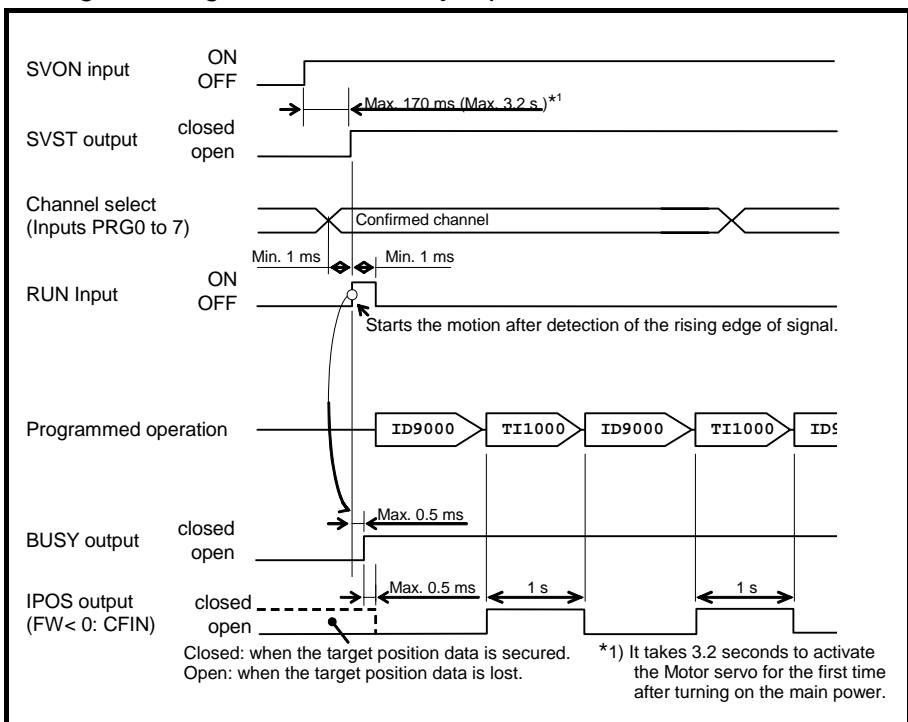 SVON input
ON
OFF
Max. 170 ms (Max. 3.2 s )*1
SVST output
closed
open
Channel select
(Inputs PRG0 to 7)
Confirmed channel
Min. 1 ms
Min. 1 ms
RUN Input
ON
OFF
Starts the motion after detection of the rising edge of signal.
Programmed operation
ID9000
TI1000
ID9000
TI1000
BUSY output
closed
open
Max. 0.5 ms
IPOS output
(FW< 0: CFIN)
closed
open
Max. 0.5 ms
1 s
1 s
Closed: when the target position data is secured.
Open: when the target position data is lost.
*1) It takes 3.2 seconds to activate
the Motor servo for the first time
after turning on the main power.